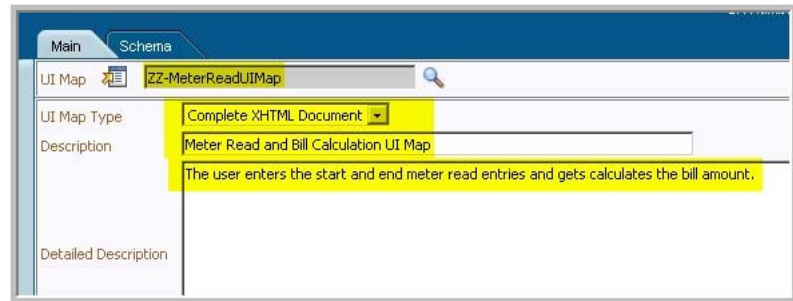 Main Schema
UI Map ZZ-MeterReadUIMap
UI Map Type Complete XHTML Document
Description Meter Read and Bill Calculation UI Map
The user enters the start and end meter read entries and gets calculates the bill amount.
Detailed Description